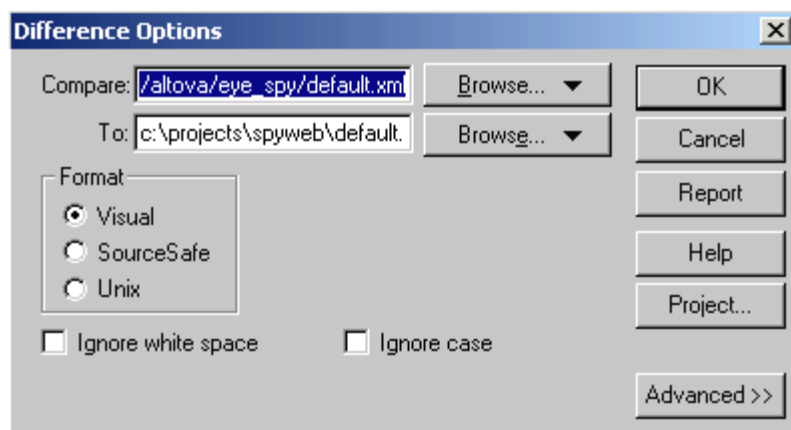 Difference Options
Compare: /altova/eye_spy/default.xml Browse...
OK
To: c:\projects\spyweb\default. Browse...
Cancel
Format
Visual
SourceSafe
Unix
Report
Help
Project...
Ignore white space Ignore case
Advanced >>